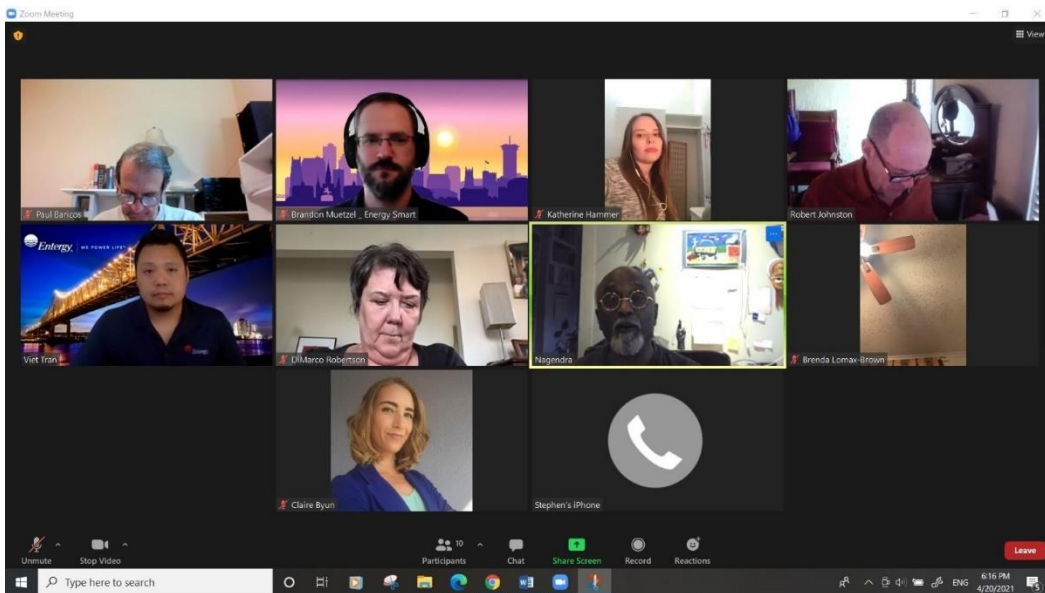 Zoom Meeting
View
Paul Baricos
Brandon Muetzel _ Energy Smart
Katherine Hammer
Robert Johnston
Entergy. WE POWER LIFE
Viet Tran
DiMarco Robertson
Nagendra
Brenda Lomax-Brown
Claire Byun
Stephen's iPhone
Unmute
Stop Video
Participants
10
Chat
Share Screen
Record
Reactions
Leave
Type here to search
ENG
6:16 PM
4/20/2021
5